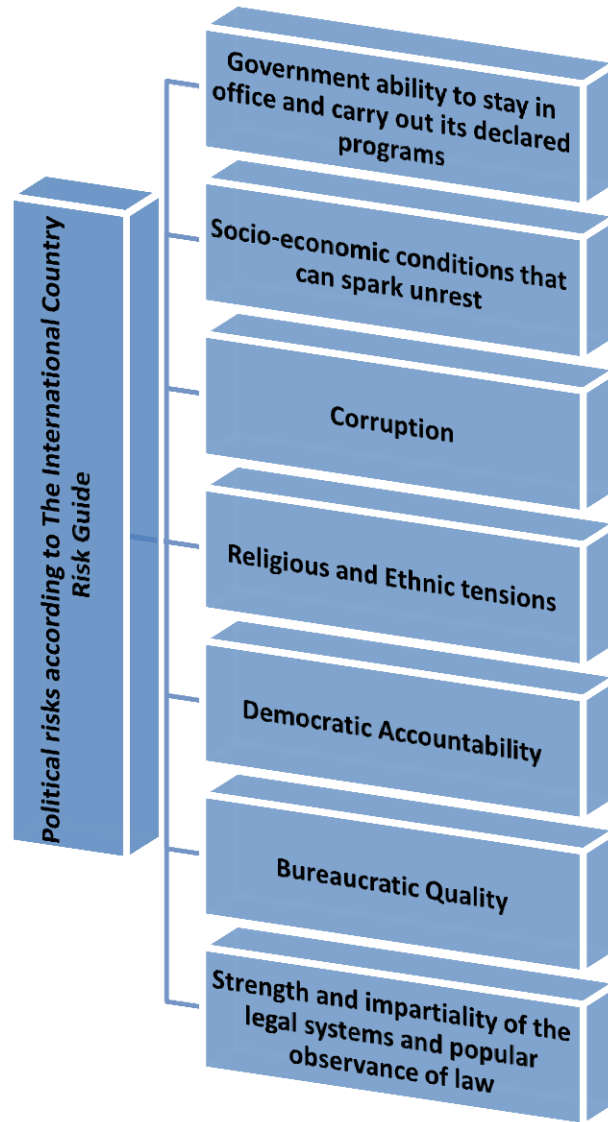 Political risks according to The International Country
Risk Guide
Government ability to stay in
office and carry out its declared
programs
Socio-economic conditions that
can spark unrest
Corruption
Religious and Ethnic tensions
Democratic Accountability
Bureaucratic Quality
Strength and impartiality of the
legal systems and popular
observance of law